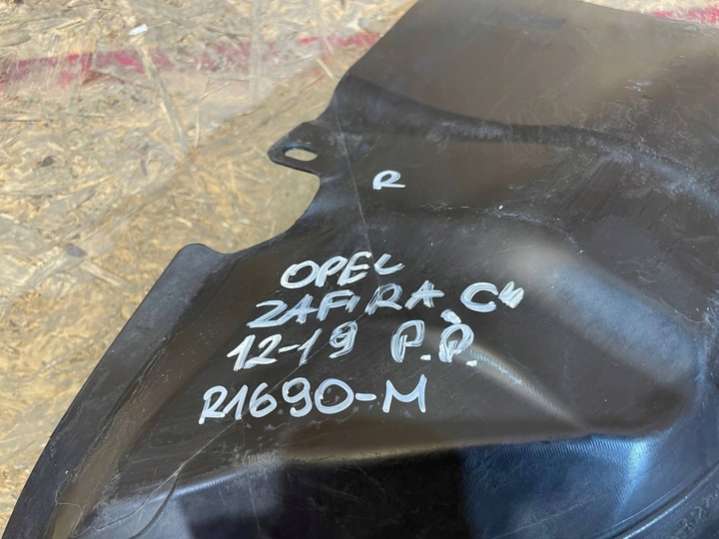 R
OPEL
ZAFIRA "C"
12-19 P.P.
R1690-M